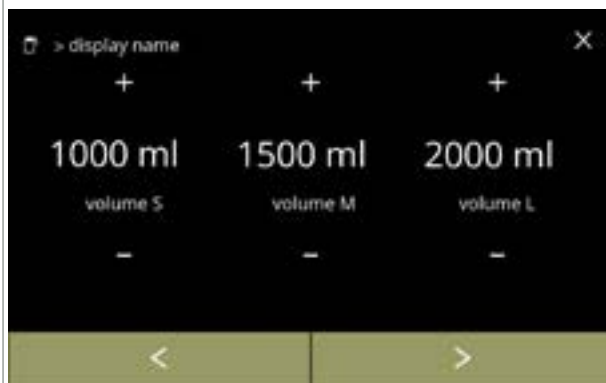 > display name ×
+ + +
1000 ml 1500 ml 2000 ml
volume S volume M volume L
- - -
< >